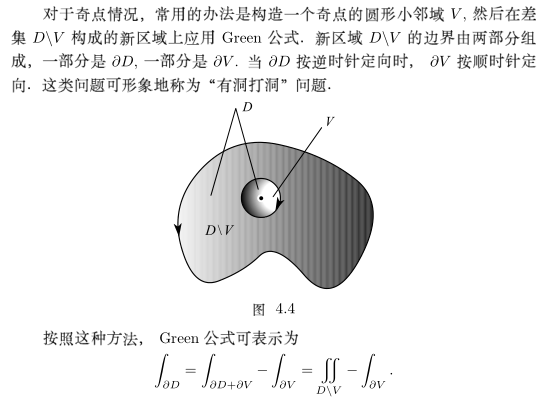 对于奇点情况，常用的办法是构造一个奇点的圆形小邻域 V, 然后在差
集 D\V 构成的新区域上应用 Green 公式. 新区域 D\V 的边界由两部分组
成，一部分是 ∂D, 一部分是 ∂V. 当 ∂D 按逆时针定向时， ∂V 按顺时针定
向. 这类问题可形象地称为“有洞打洞”问题.
D
V
D\V
图 4.4
按照这种方法， Green 公式可表示为
∫∂D = ∫∂D+∂V − ∫∂V = ∬D\V − ∫∂V .